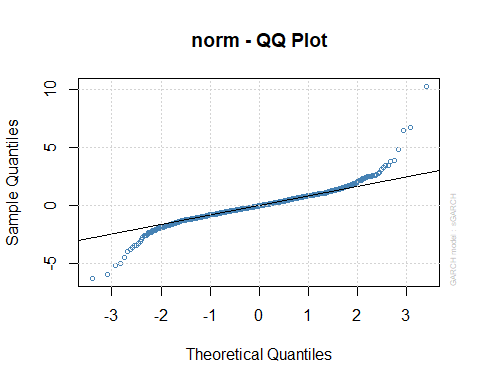 norm - QQ Plot
10
5
0
-5
Sample Quantiles
-3 -2 -1 0 1 2 3
Theoretical Quantiles
GARCH model : sGARCH